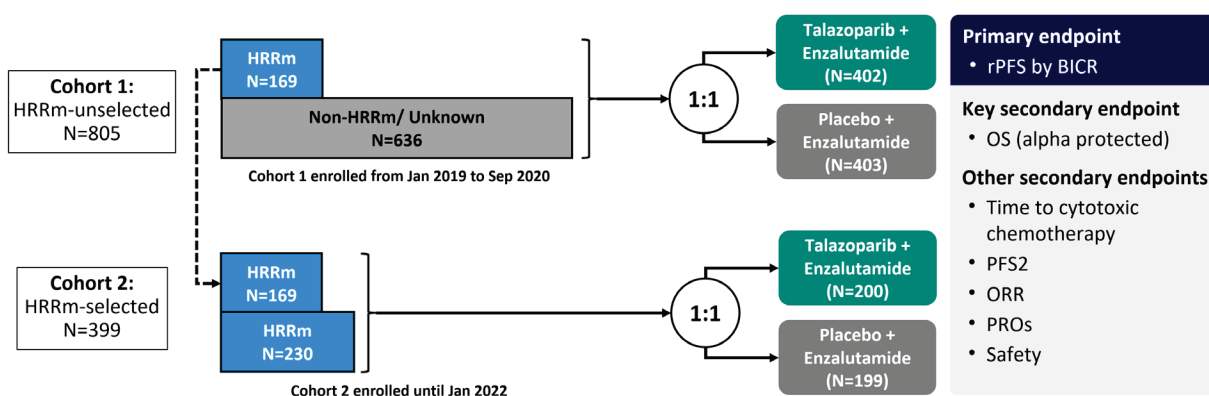 Cohort 1:
HRRm-unselected
N=805
HRRm
N=169
Non-HRRm/ Unknown
N=636
Cohort 1 enrolled from Jan 2019 to Sep 2020
1:1
Talazoparib +
Enzalutamide
(N=402)
Placebo +
Enzalutamide
(N=403)
Cohort 2:
HRRm-selected
N=399
HRRm
N=169
HRRm
N=230
Cohort 2 enrolled until Jan 2022
1:1
Talazoparib +
Enzalutamide
(N=200)
Placebo +
Enzalutamide
(N=199)
Primary endpoint
• rPFS by BICR
Key secondary endpoint
• OS (alpha protected)
Other secondary endpoints
• Time to cytotoxic
chemotherapy
• PFS2
• ORR
• PROs
• Safety